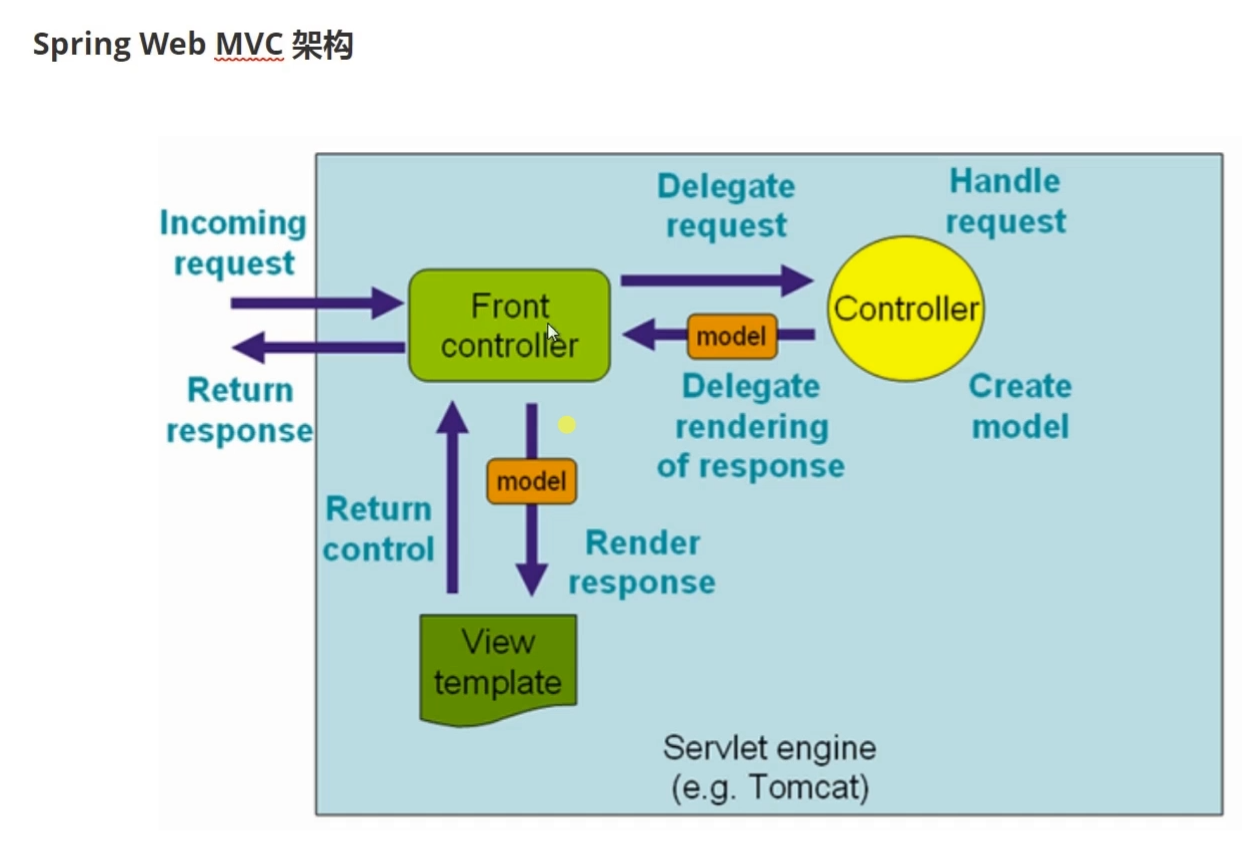 Spring Web MVC 架构
Incoming
request
Return
response
Front
controller
Delegate
request
Handle
request
Controller
model
Delegate
rendering
of response
Create
model
Return
control
model
Render
response
View
template
Servlet engine
(e.g. Tomcat)